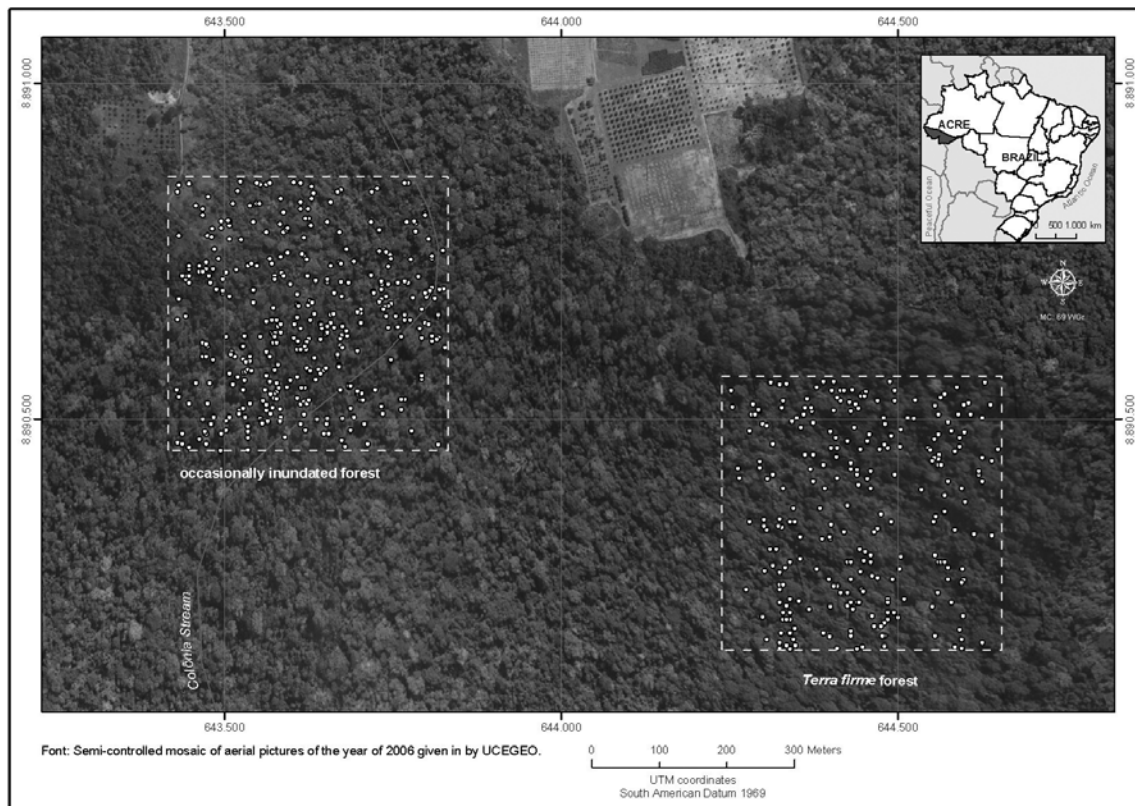 643.500 644.000 644.500
8.891.000 8.891.000
ACRE
BRAZIL
Peaceful Ocean
Atlantic Ocean
0 500 1.000 km
N
W E
S
MC: 69 WGr.
8.890.500 8.890.500
occasionally inundated forest
Colônia Stream
Terra firme forest
643.500 644.000 644.500
Font: Semi-controlled mosaic of aerial pictures of the year of 2006 given in by UCEGEO.
0 100 200 300 Meters
UTM coordinates
South American Datum 1969